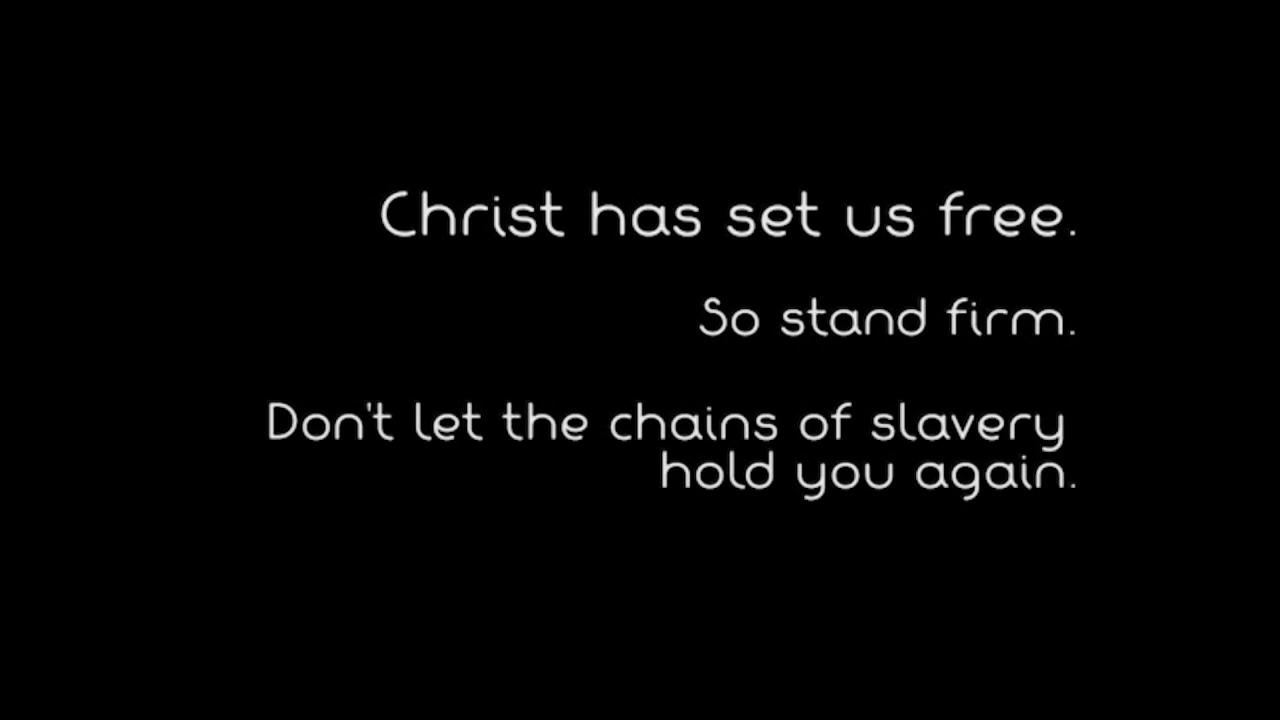 Christ has set us free.
So stand firm.
Don't let the chains of slavery
hold you again.